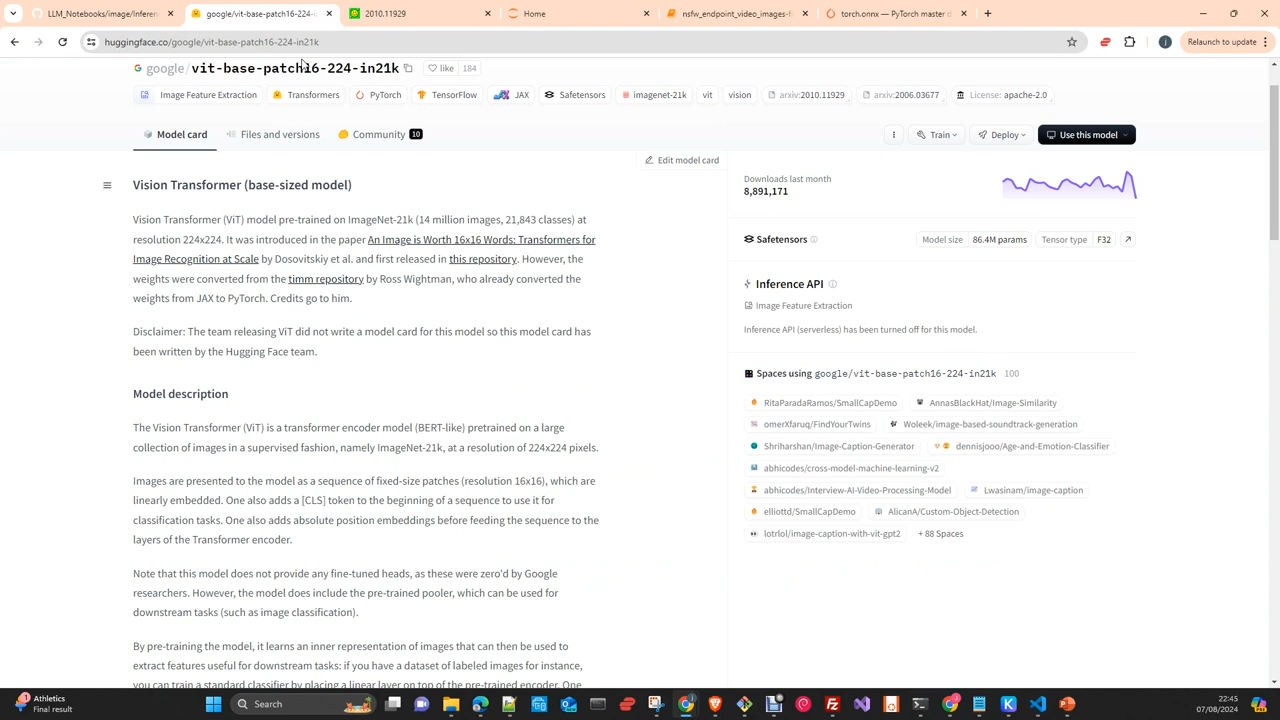 LLM_Notebooks/image/Inferen
google/vit-base-patch16-224-in
2010.11929
Home
nsfw_endpoint_video_images-f
torch.onnx — PyTorch master d
huggingface.co/google/vit-base-patch16-224-in21k
Relaunch to update
google/vit-base-patch16-224-in21k
like 184
Image Feature Extraction
Transformers
PyTorch
TensorFlow
JAX
Safetensors
imagenet-21k
vit
vision
arxiv:2010.11929
arxiv:2006.03677
License: apache-2.0
Model card
Files and versions
Community 10
Train
Deploy
Use this model
Edit model card
Vision Transformer (base-sized model)
Vision Transformer (ViT) model pre-trained on ImageNet-21k (14 million images, 21,843 classes) at
resolution 224x224. It was introduced in the paper An Image is Worth 16x16 Words: Transformers for
Image Recognition at Scale by Dosovitskiy et al. and first released in this repository. However, the
weights were converted from the timm repository by Ross Wightman, who already converted the
weights from JAX to PyTorch. Credits go to him.
Disclaimer: The team releasing ViT did not write a model card for this model so this model card has
been written by the Hugging Face team.
Model description
The Vision Transformer (ViT) is a transformer encoder model (BERT-like) pretrained on a large
collection of images in a supervised fashion, namely ImageNet-21k, at a resolution of 224x224 pixels.
Images are presented to the model as a sequence of fixed-size patches (resolution 16x16), which are
linearly embedded. One also adds a [CLS] token to the beginning of a sequence to use it for
classification tasks. One also adds absolute position embeddings before feeding the sequence to the
layers of the Transformer encoder.
Note that this model does not provide any fine-tuned heads, as these were zero'd by Google
researchers. However, the model does include the pre-trained pooler, which can be used for
downstream tasks (such as image classification).
By pre-training the model, it learns an inner representation of images that can then be used to
extract features useful for downstream tasks: if you have a dataset of labeled images for instance,
you can train a standard classifier by placing a linear layer on top of the pre-trained encoder. One
Downloads last month
8,891,171
Safetensors
Model size 86.4M params
Tensor type F32
Inference API
Image Feature Extraction
Inference API (serverless) has been turned off for this model.
Spaces using google/vit-base-patch16-224-in21k 100
RitaParadaRamos/SmallCapDemo
AnnasBlackHat/Image-Similarity
omerXfaruq/FindYourTwins
Woleek/image-based-soundtrack-generation
Shriharshan/Image-Caption-Generator
dennisjooo/Age-and-Emotion-Classifier
abhicodes/cross-model-machine-learning-v2
abhicodes/Interview-AI-Video-Processing-Model
Lwasinam/image-caption
elliottd/SmallCapDemo
AlicanA/Custom-Object-Detection
lotrlol/image-caption-with-vit-gpt2
+ 88 Spaces
Athletics
Final result
Search
22:45
07/08/2024